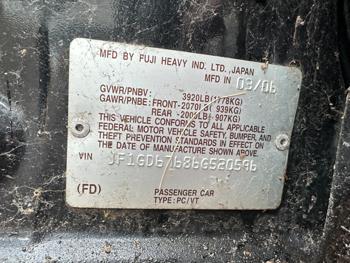 MFD BY FUJI HEAVY IND. LTD., JAPAN
MFD IN 03/06
GVWR/PNBV: 3920LB(1778KG)
GAWR/PNBE: FRONT-2070LB( 939KG)
REAR -2000LB( 907KG)
THIS VEHICLE CONFORMS TO ALL APPLICABLE
FEDERAL MOTOR VEHICLE SAFETY, BUMPER, AND
THEFT PREVENTION STANDARDS IN EFFECT ON
THE DATE OF MANUFACTURE SHOWN ABOVE.
VIN JF1GD67686G520596
(FD) PASSENGER CAR
TYPE:PC/VT